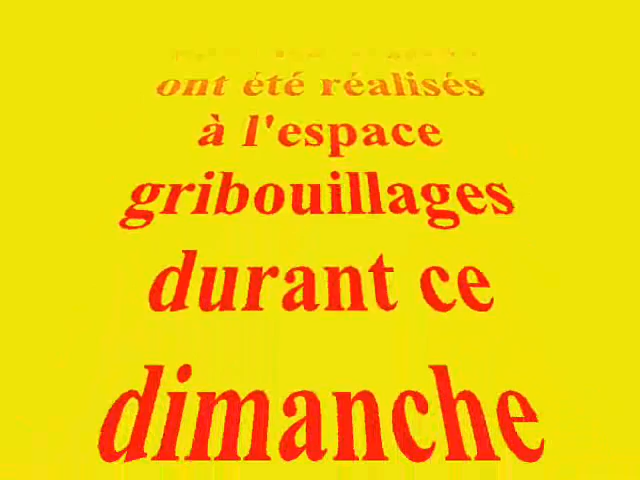 ont été réalisés
à l'espace
gribouillages
durant ce
dimanche